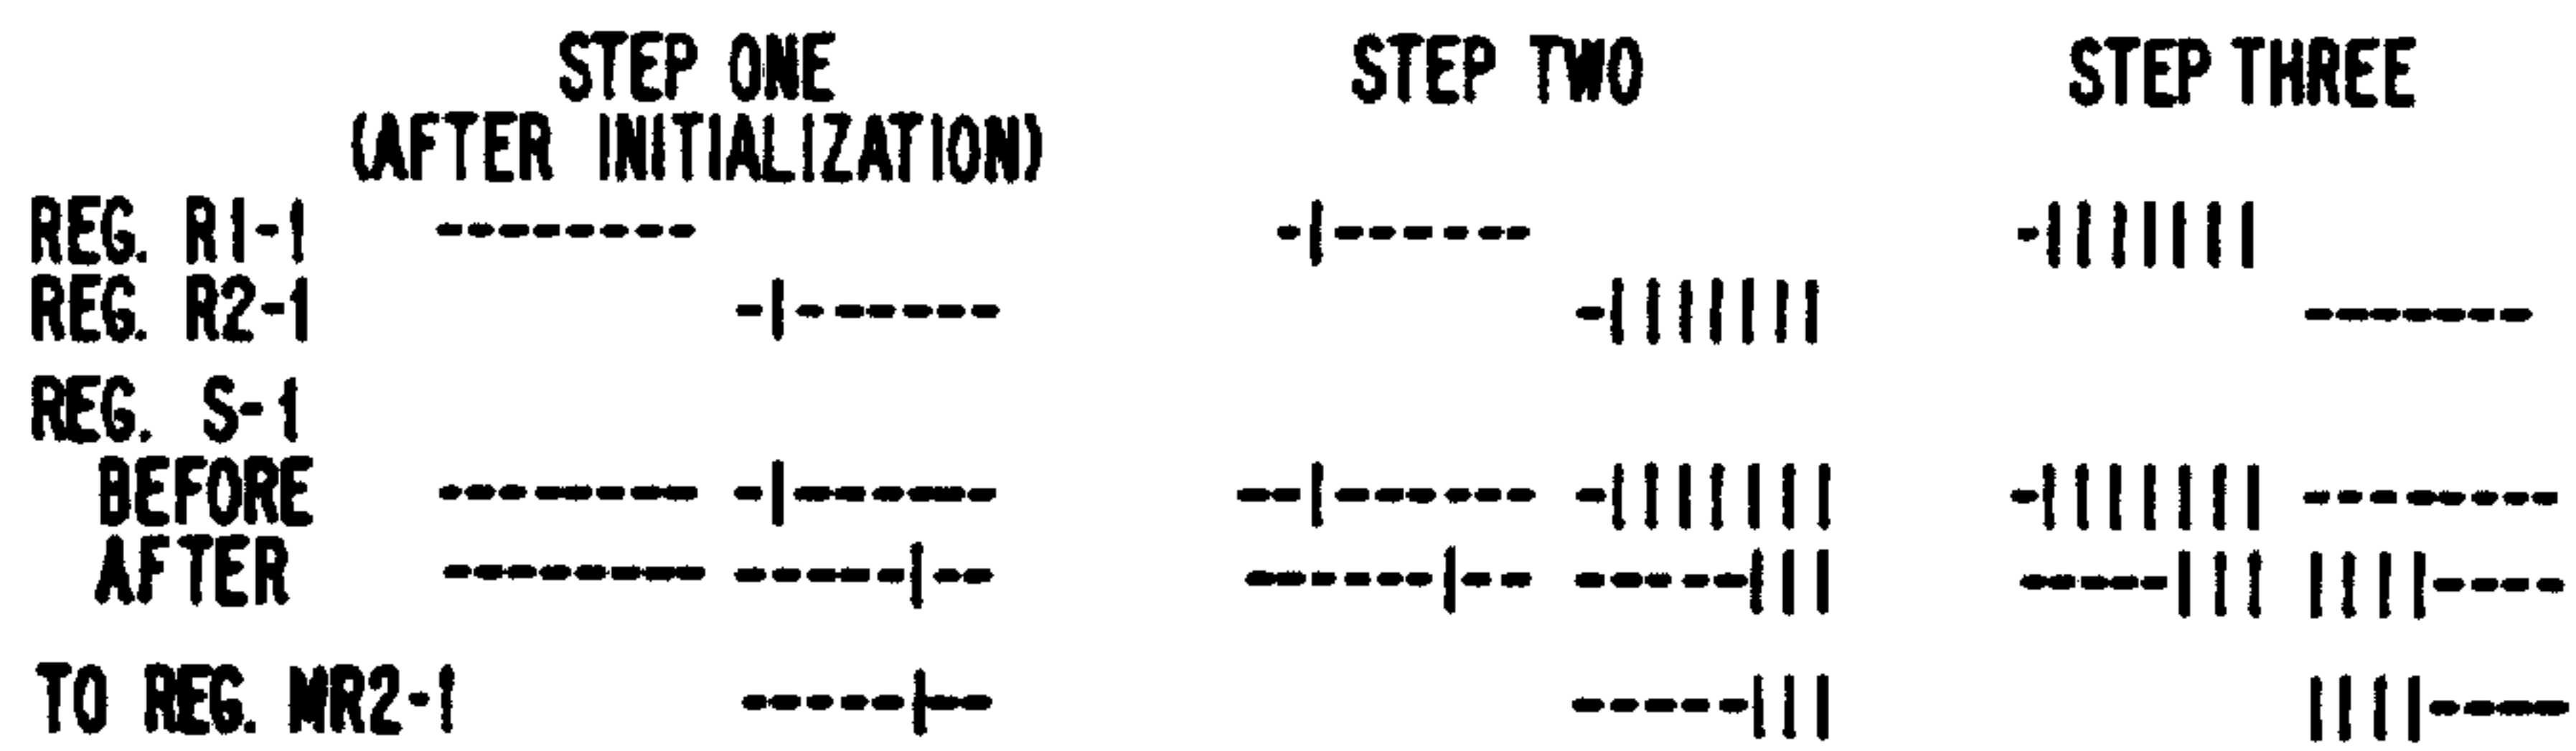 STEP ONE STEP TWO STEP THREE
(AFTER INITIALIZATION)
REG. R1-1 -------- -|------ -|||||||
REG. R2-1 -|------ -||||||| -------
REG. S-1
BEFORE -------- -|------ --|------ -||||||| -||||||| --------
AFTER -------- -----|-- ------|-- -----||| -----||| ||||----
TO REG. MR2-1 -----|-- -----||| ||||----